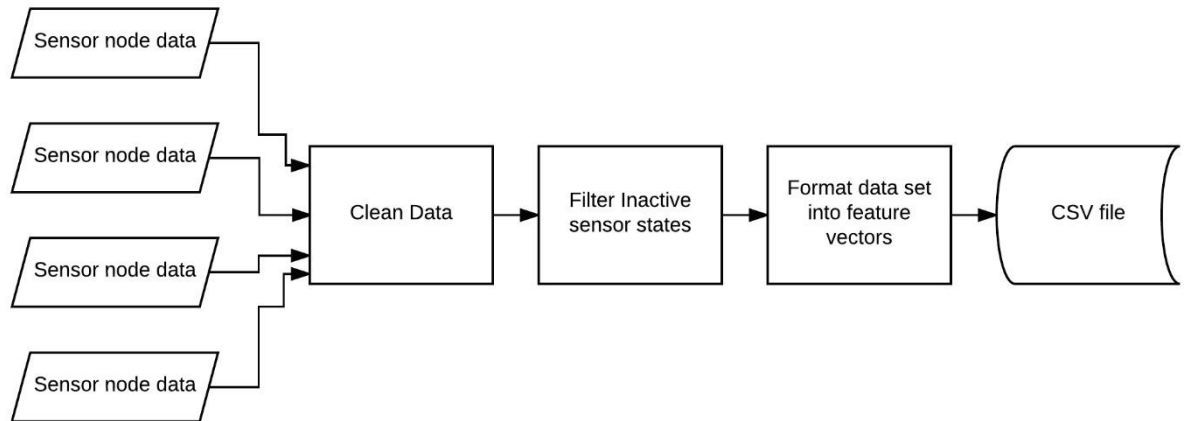 Sensor node data
Sensor node data
Sensor node data
Sensor node data
Clean Data
Filter Inactive
sensor states
Format data set
into feature
vectors
CSV file